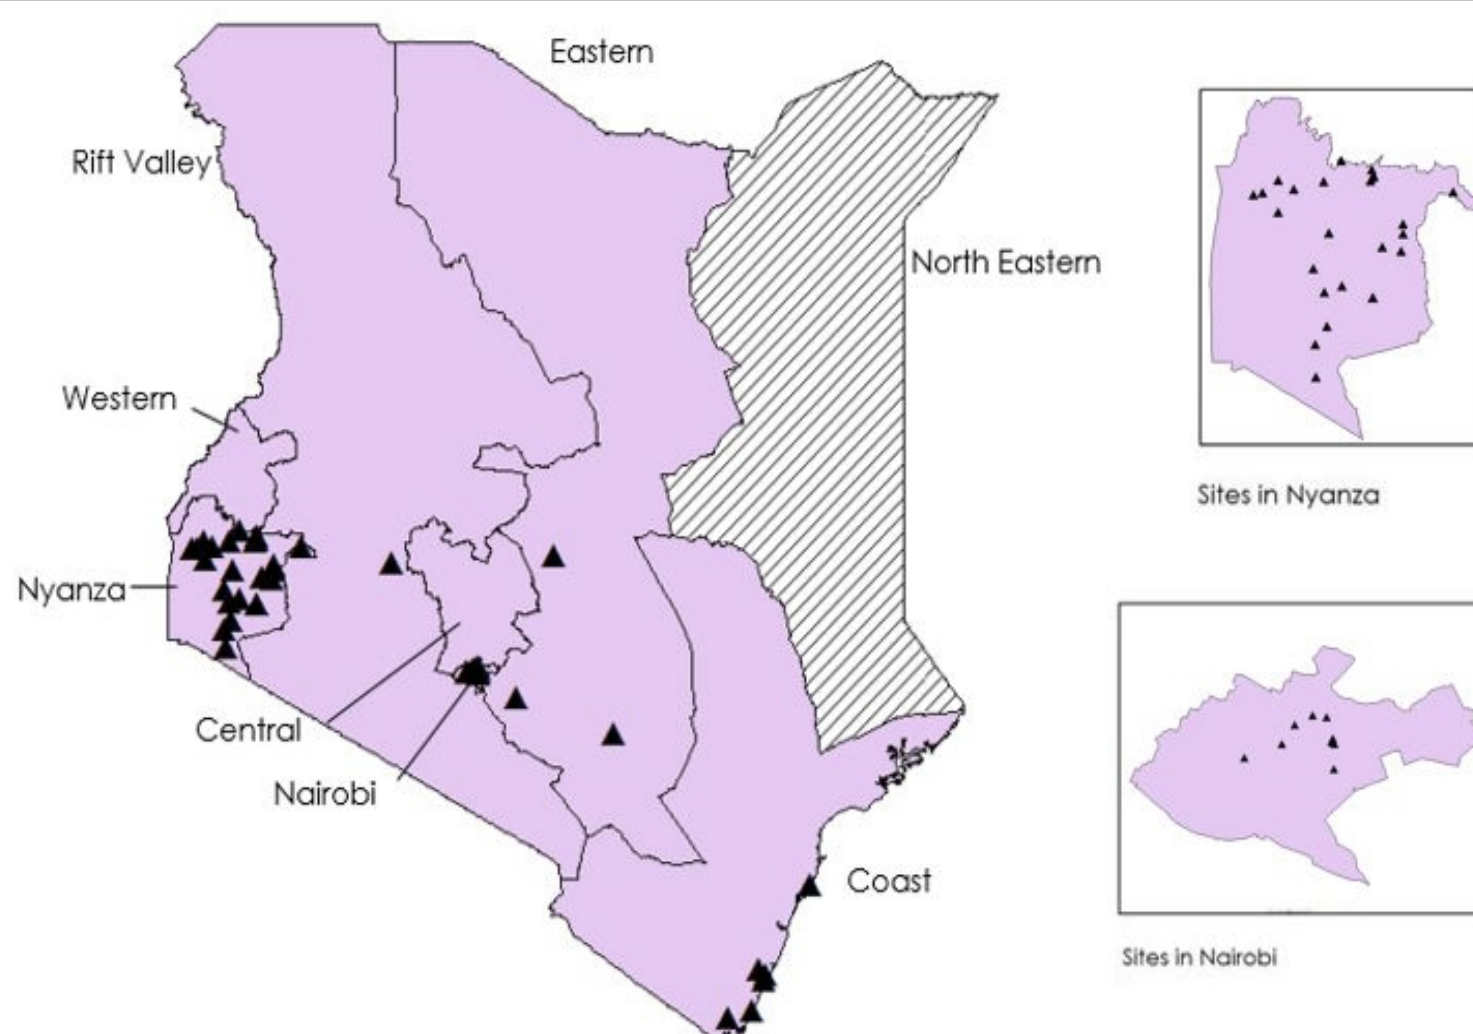 Eastern
Rift Valley
North Eastern
Western
Sites in Nyanza
Nyanza
Central
Nairobi
Coast
Sites in Nairobi